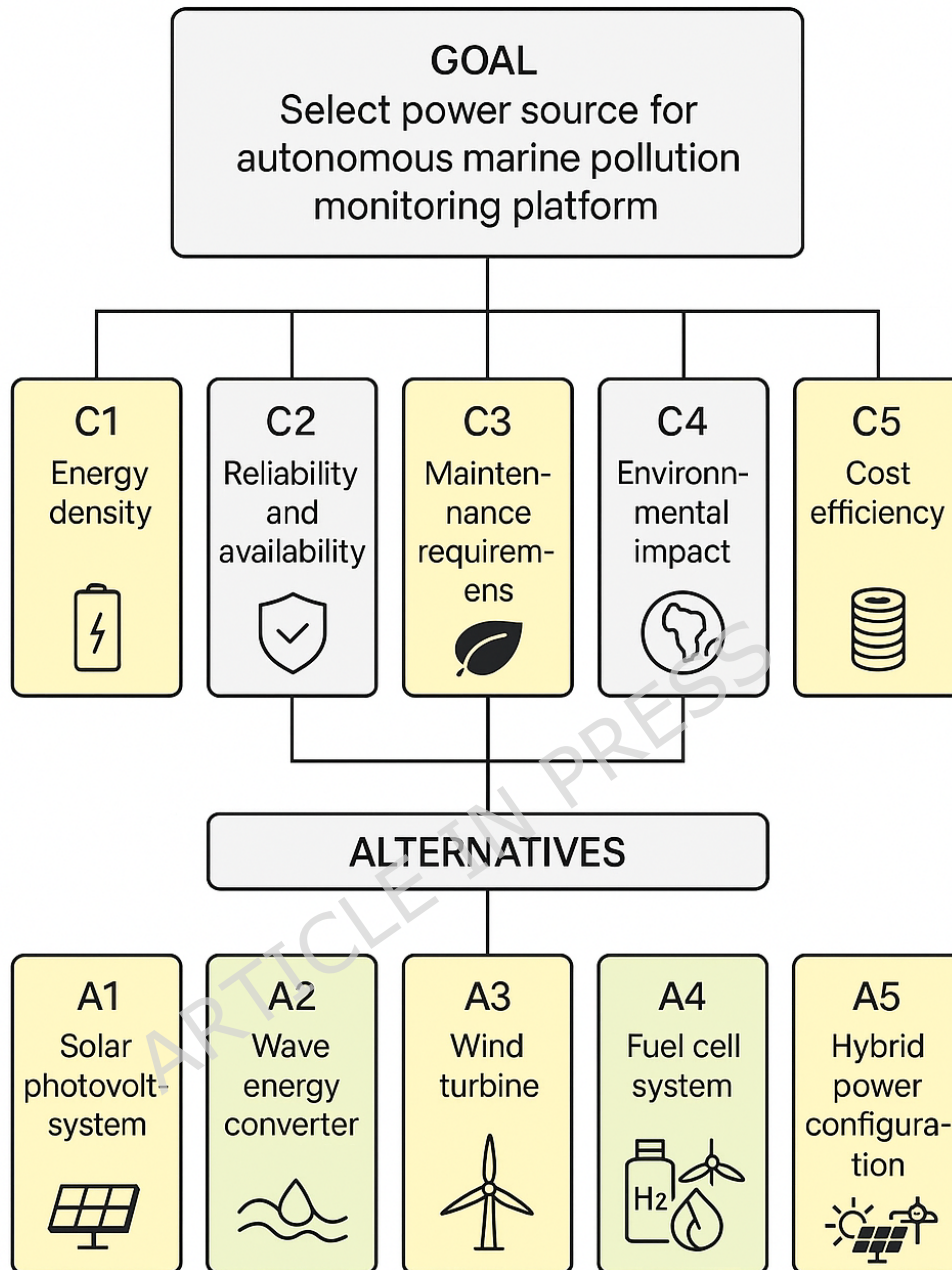 GOAL
Select power source for
autonomous marine pollution
monitoring platform
C1
Energy
density
C2
Reliability
and
availability
C3
Mainten-
nance
requirem-
ens
C4
Environn-
mental
impact
C5
Cost
efficiency
ALTERNATIVES
ARTICLE IN PRESS
A1
Solar
photovolt-
system
A2
Wave
energy
converter
A3
Wind
turbine
A4
Fuel cell
system
H2
A5
Hybrid
power
configura-
tion